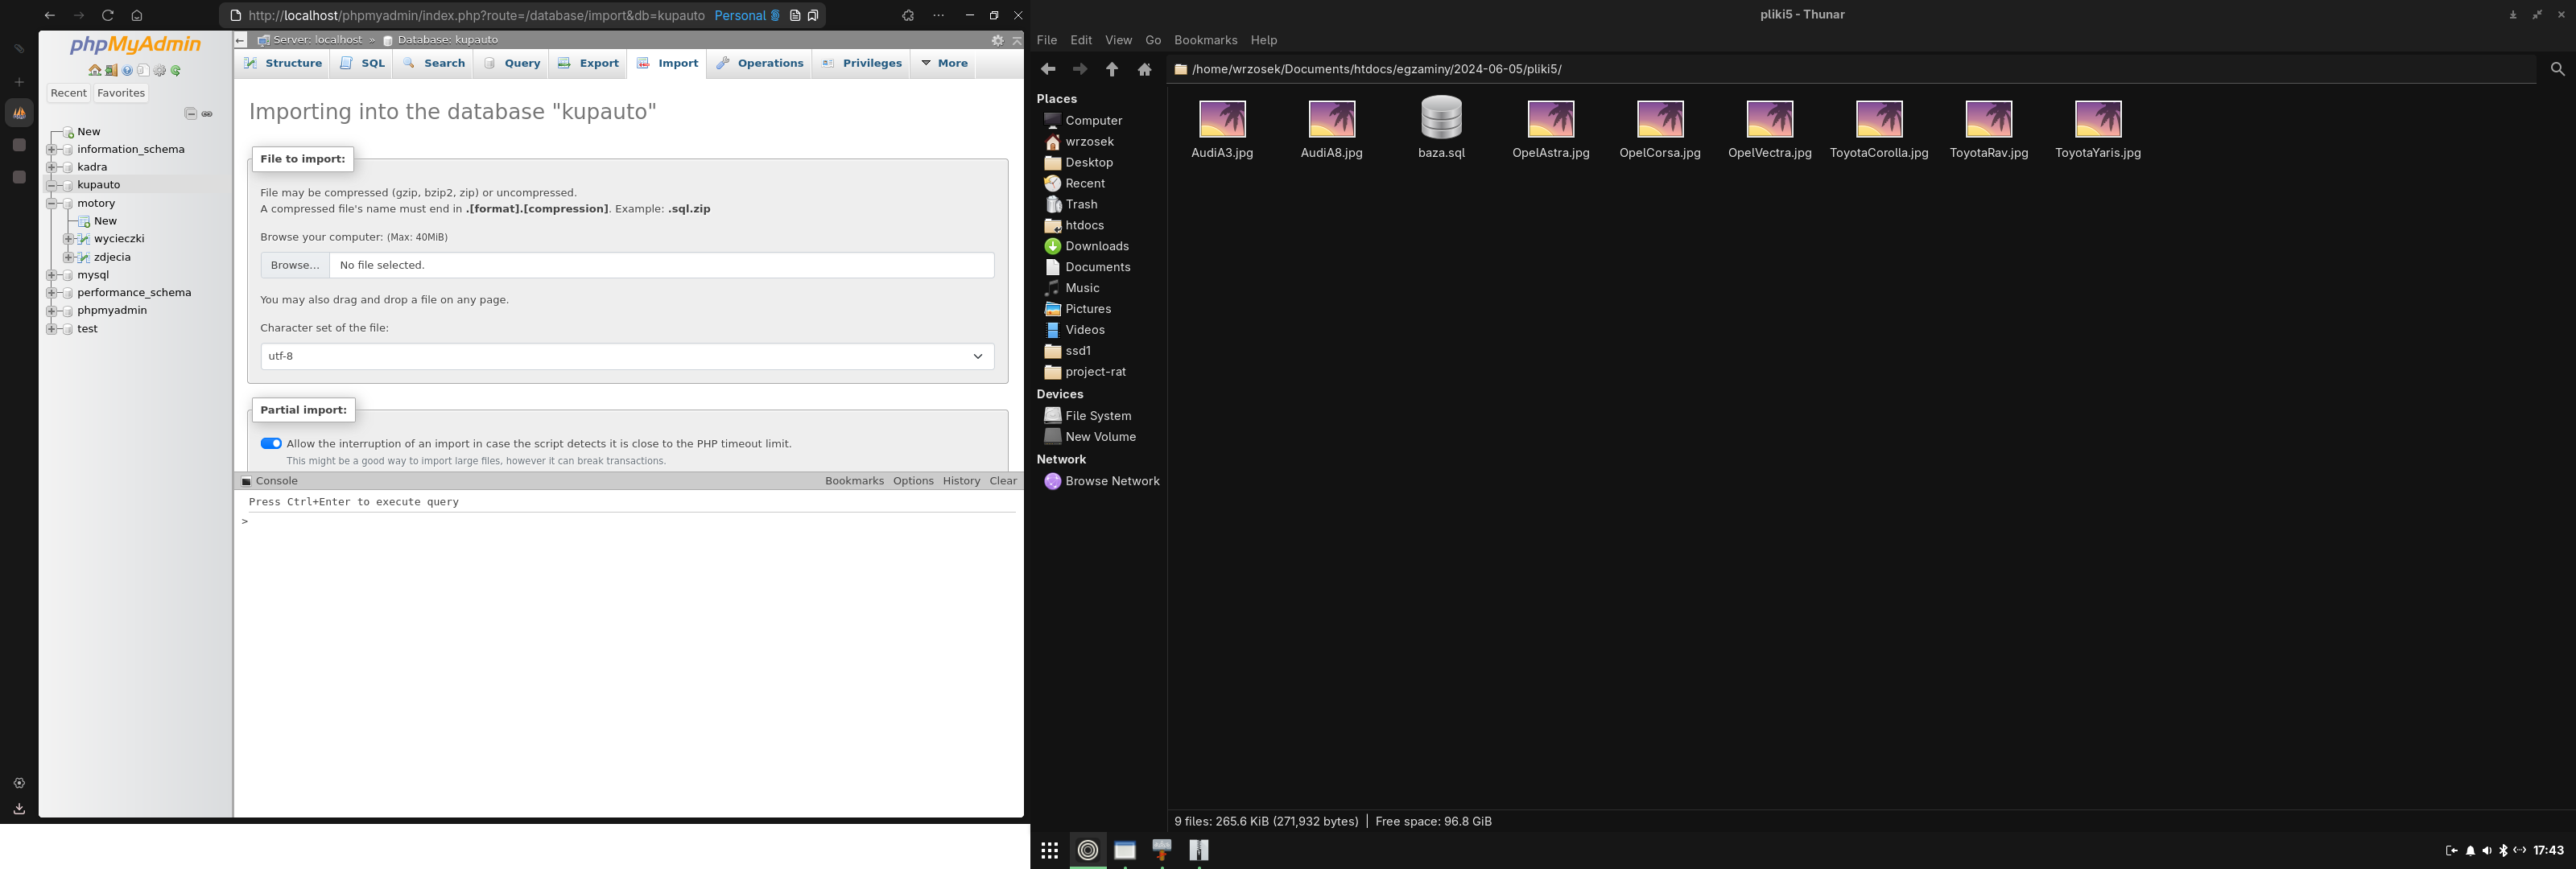 http://localhost/phpmyadmin/index.php?route=/database/import&db=kupauto
Personal
phpMyAdmin
Recent
Favorites
New
information_schema
kadra
kupauto
motory
New
wycieczki
zdjecia
mysql
performance_schema
phpmyadmin
test
Server: localhost » Database: kupauto
Structure
SQL
Search
Query
Export
Import
Operations
Privileges
More
Importing into the database "kupauto"
File to import:
File may be compressed (gzip, bzip2, zip) or uncompressed.
A compressed file's name must end in .[format].[compression]. Example: .sql.zip
Browse your computer: (Max: 40MiB)
Browse... No file selected.
You may also drag and drop a file on any page.
Character set of the file:
utf-8
Partial import:
Allow the interruption of an import in case the script detects it is close to the PHP timeout limit.
This might be a good way to import large files, however it can break transactions.
Console
Bookmarks
Options
History
Clear
Press Ctrl+Enter to execute query
>
pliki5 - Thunar
File
Edit
View
Go
Bookmarks
Help
/home/wrzosek/Documents/htdocs/egzaminy/2024-06-05/pliki5/
Places
Computer
wrzosek
Desktop
Recent
Trash
htdocs
Downloads
Documents
Music
Pictures
Videos
ssd1
project-rat
Devices
File System
New Volume
Network
Browse Network
AudiA3.jpg
AudiA8.jpg
baza.sql
OpelAstra.jpg
OpelCorsa.jpg
OpelVectra.jpg
ToyotaCorolla.jpg
ToyotaRav.jpg
ToyotaYaris.jpg
9 files: 265.6 KiB (271,932 bytes) | Free space: 96.8 GiB
17:43